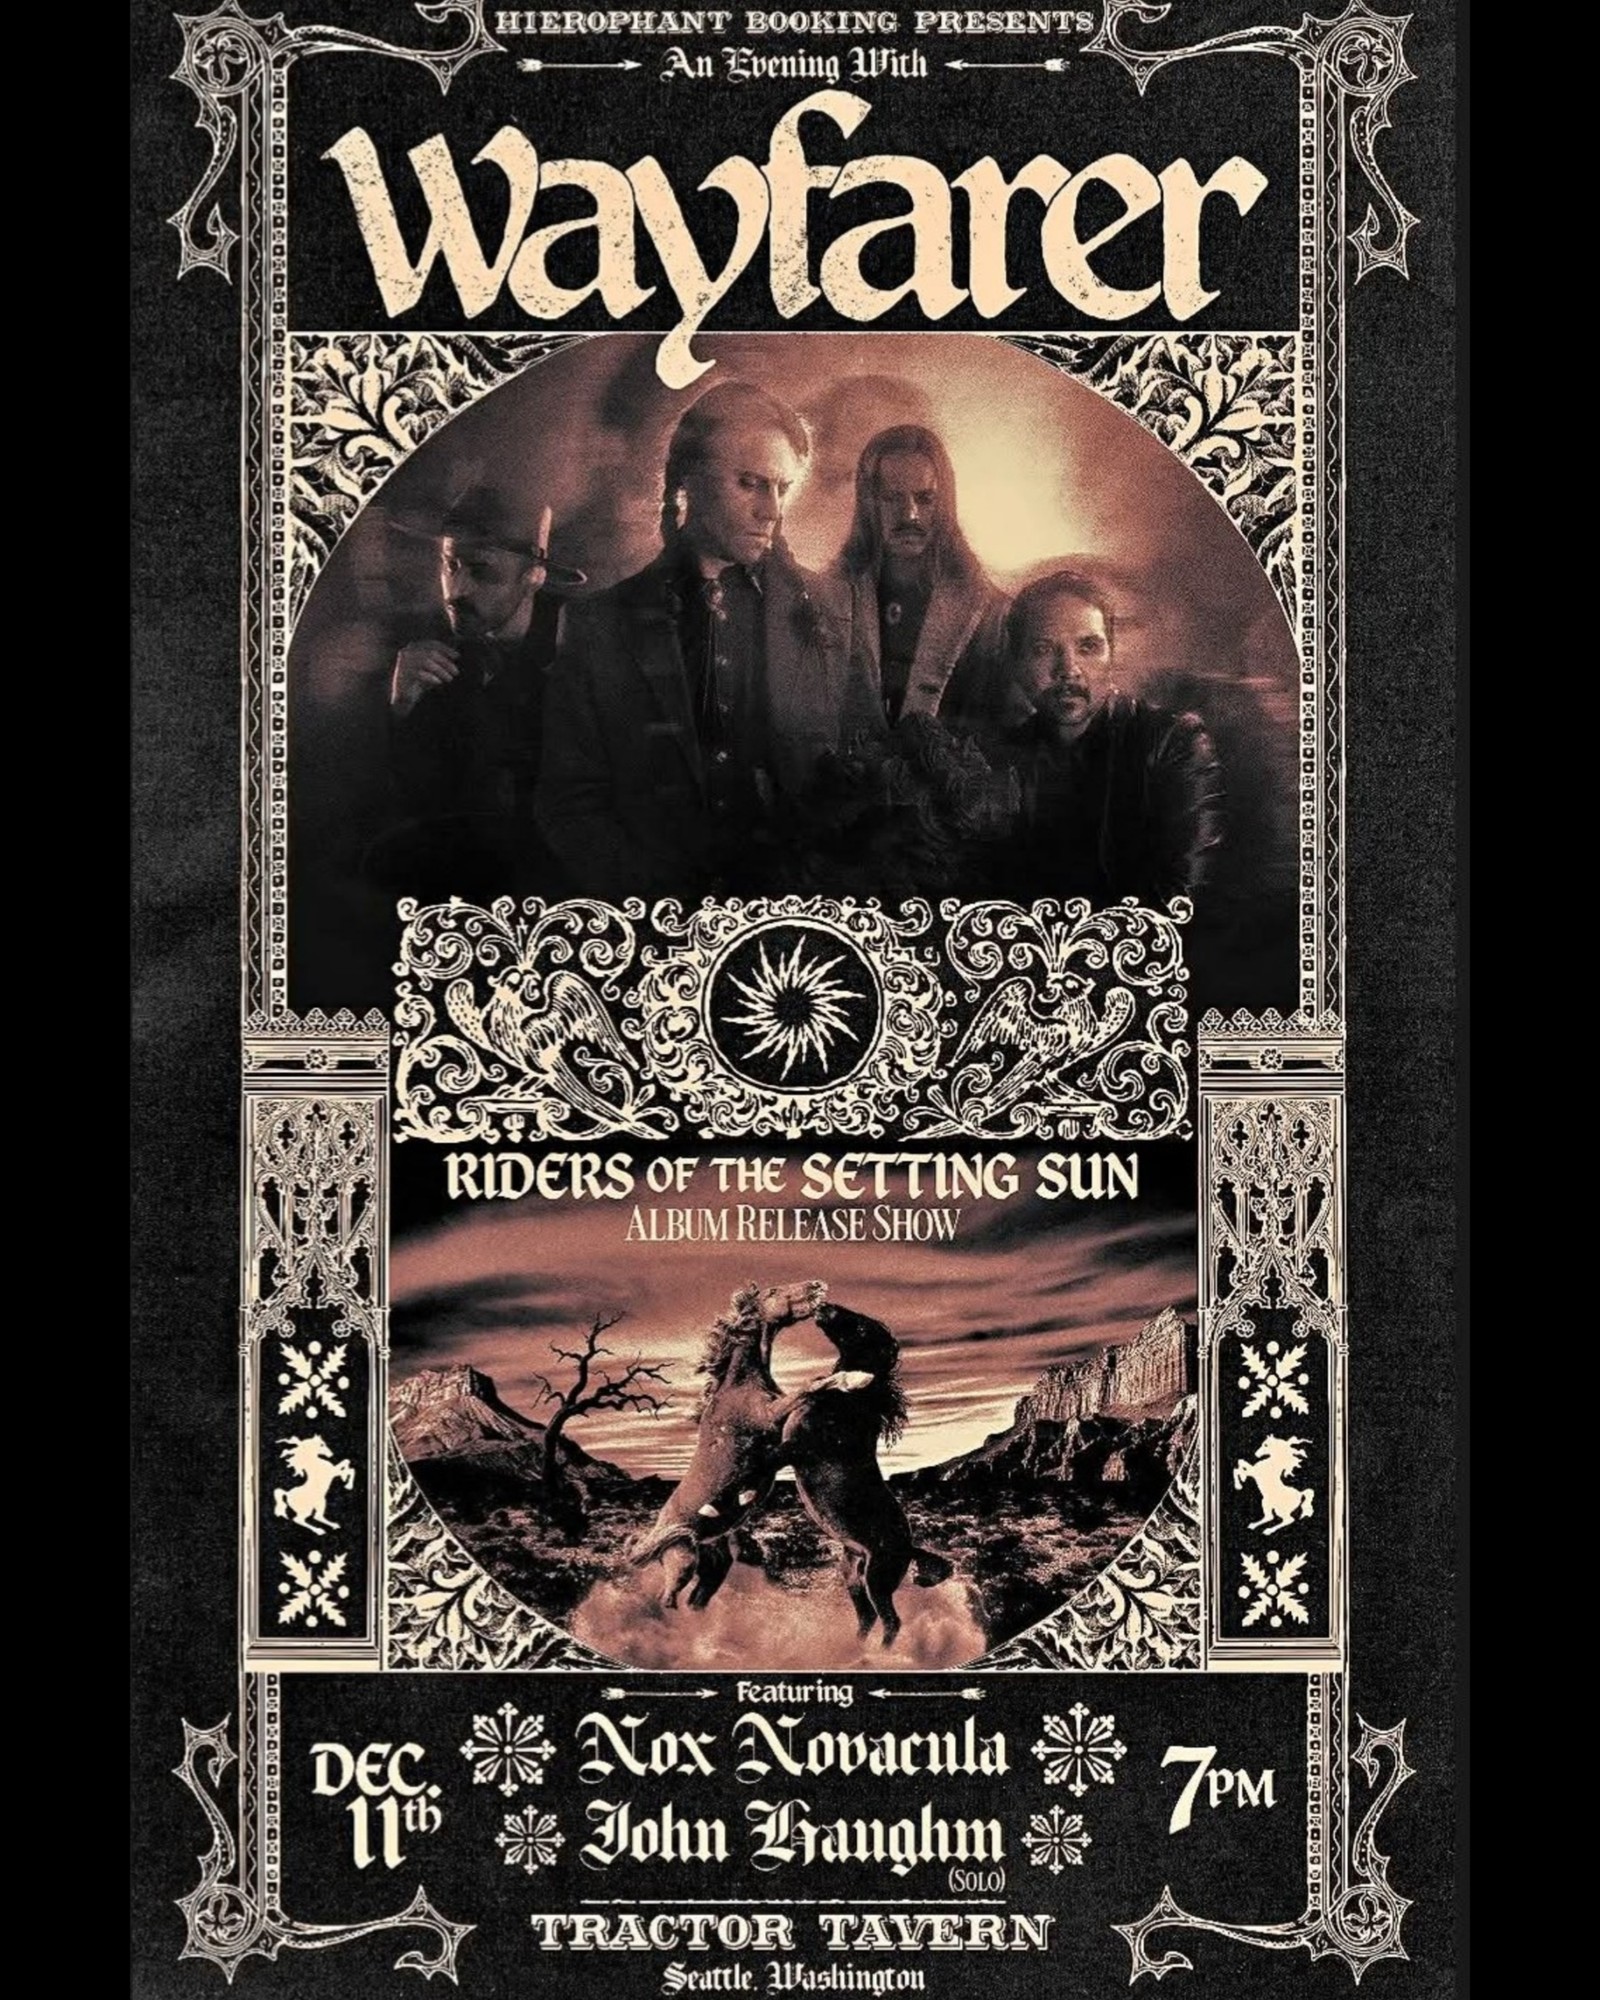 HIEROPHANT BOOKING PRESENTS
An Evening With
wayfarer
RIDERS OF THE SETTING SUN
ALBUM RELEASE SHOW
Featuring
Nox Novacula
John Haughm
(SOLO)
DEC.
11th
7PM
TRACTOR TAVERN
Seattle, Washington